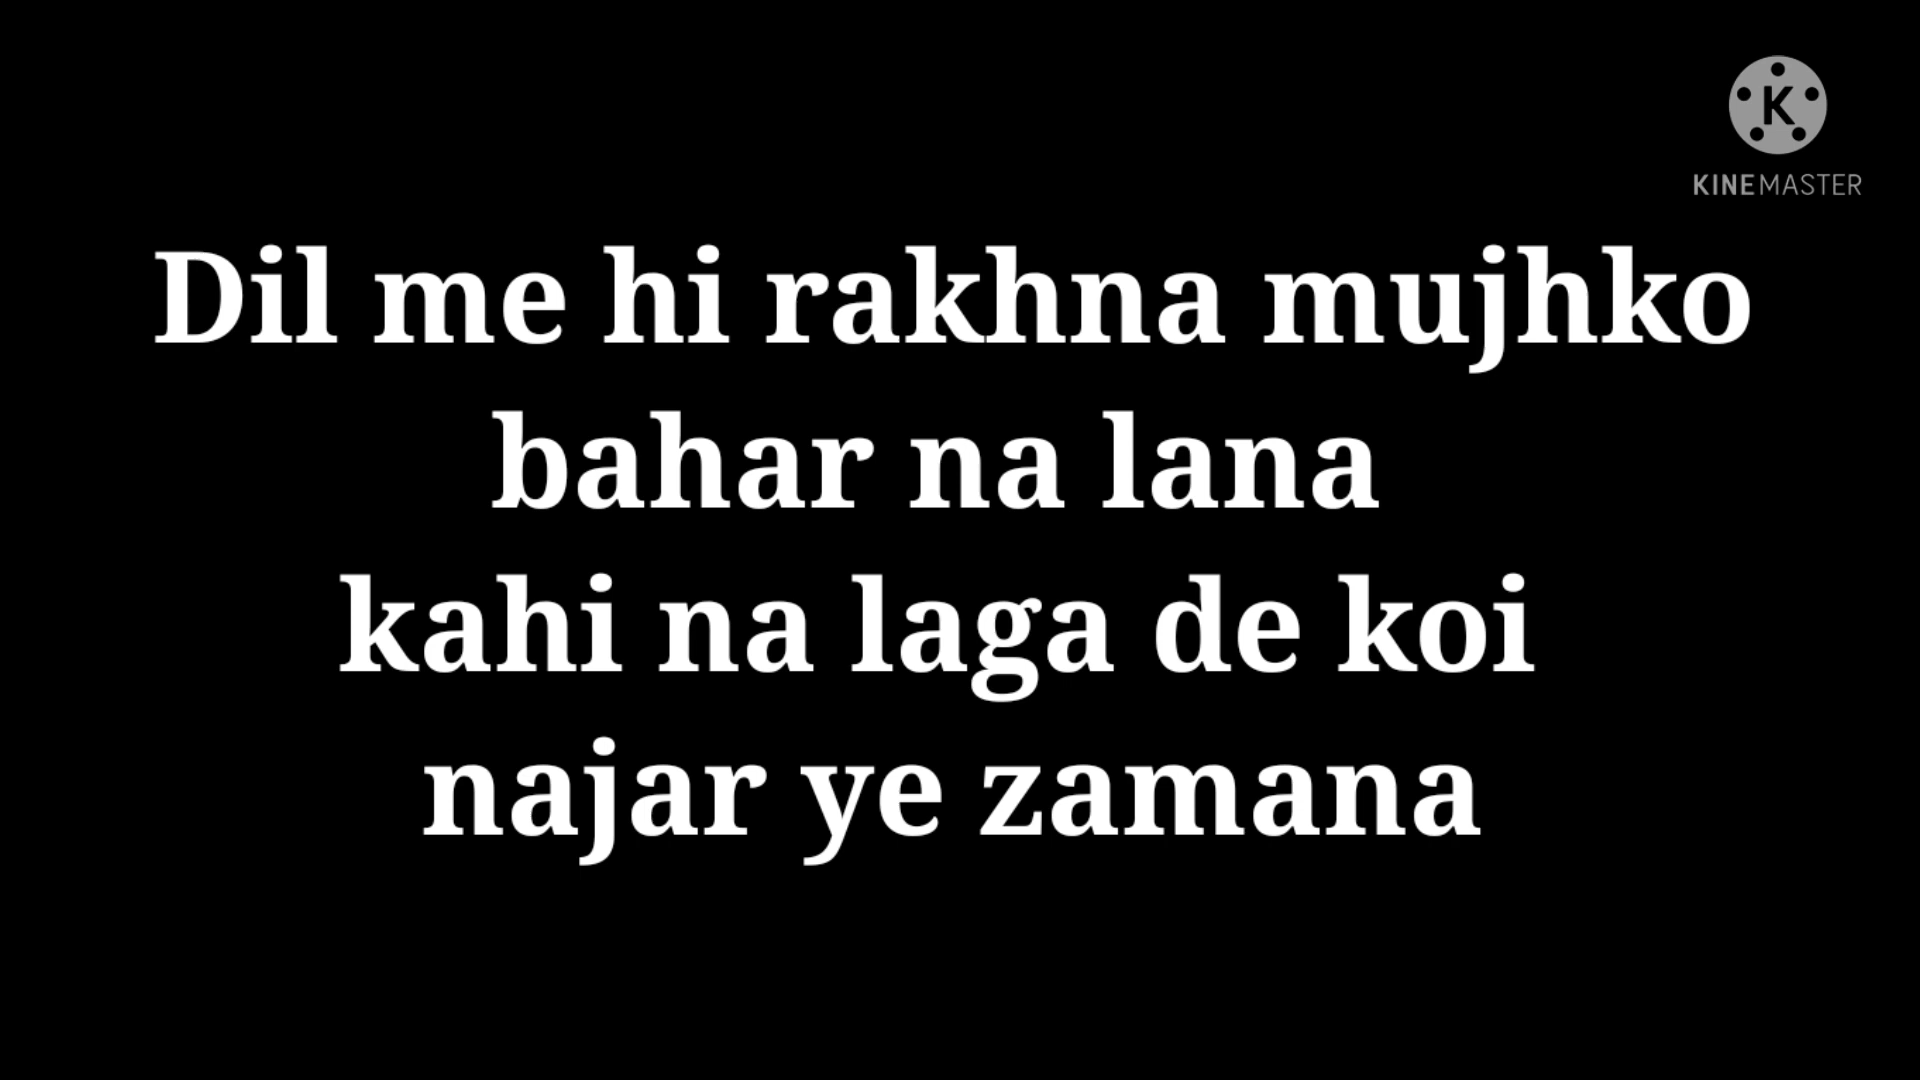 KINEMASTER
Dil me hi rakhna mujhko
bahar na lana
kahi na laga de koi
najar ye zamana